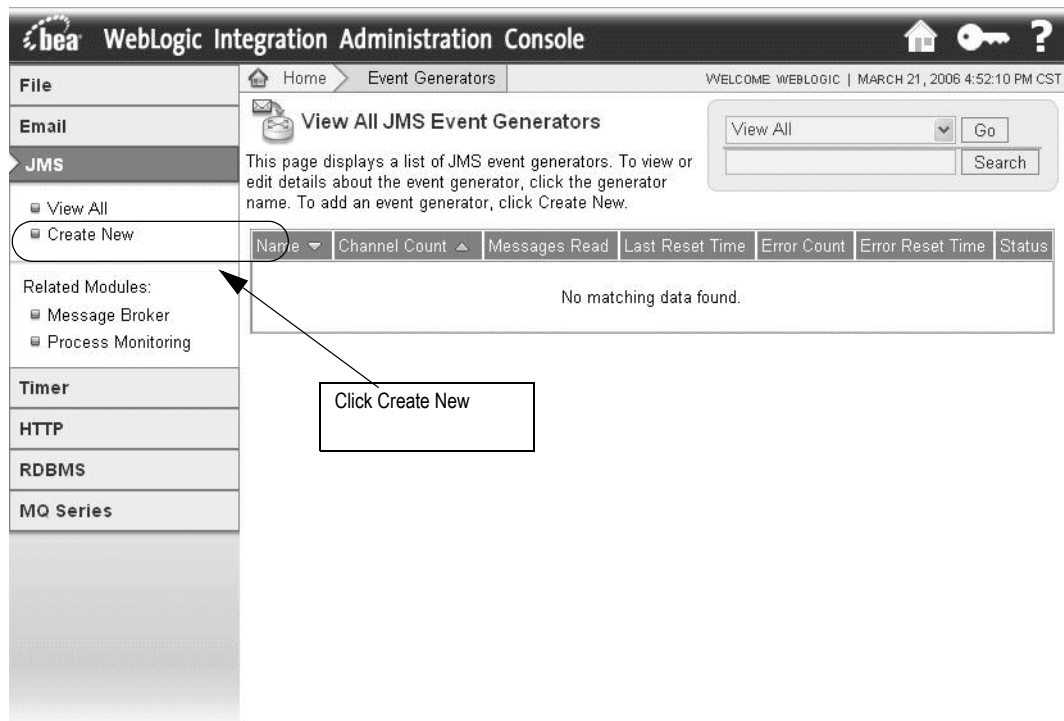 bea WebLogic Integration Administration Console ?
File
Email
JMS
View All
Create New
Related Modules:
Message Broker
Process Monitoring
Timer
HTTP
RDBMS
MQ Series
Home Event Generators
WELCOME WEBLOGIC | MARCH 21, 2006 4:52:10 PM CST
View All JMS Event Generators
This page displays a list of JMS event generators. To view or
edit details about the event generator, click the generator
name. To add an event generator, click Create New.
View All Go
Search
Name Channel Count Messages Read Last Reset Time Error Count Error Reset Time Status
No matching data found.
Click Create New